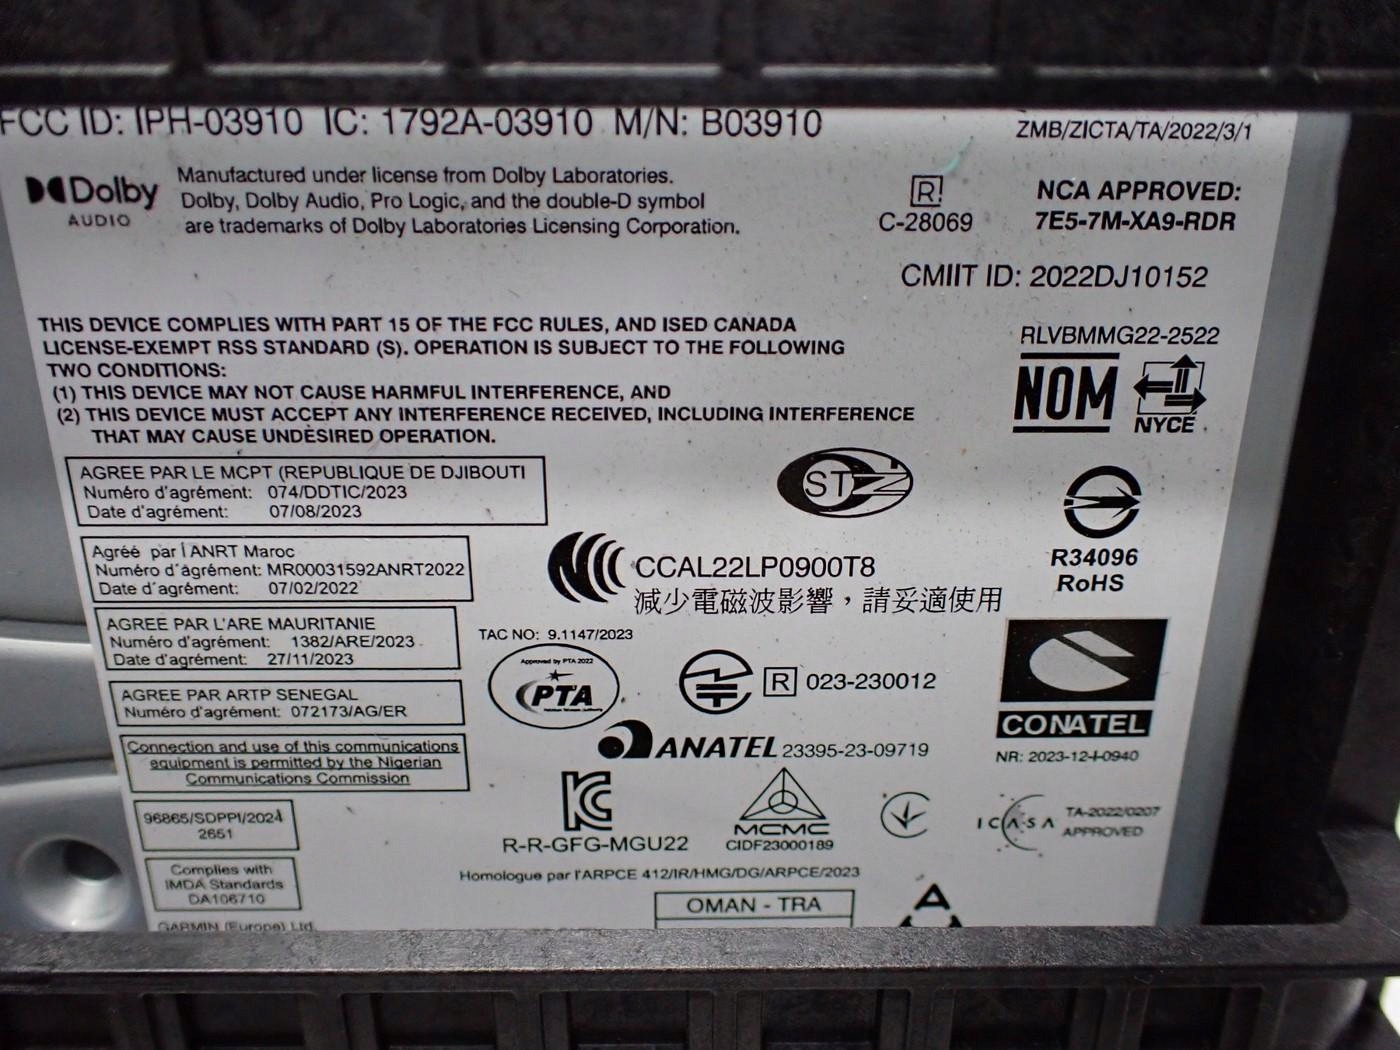 FCC ID: IPH-03910 IC: 1792A-03910 M/N: B03910
ZMB/ZICTA/TA/2022/3/1
Dolby
AUDIO
Manufactured under license from Dolby Laboratories.
Dolby, Dolby Audio, Pro Logic, and the double-D symbol
are trademarks of Dolby Laboratories Licensing Corporation.
R!
C-28069
NCA APPROVED:
7E5-7M-XA9-RDR
CMIIT ID: 2022DJ10152
THIS DEVICE COMPLIES WITH PART 15 OF THE FCC RULES, AND ISED CANADA
LICENSE-EXEMPT RSS STANDARD (S). OPERATION IS SUBJECT TO THE FOLLOWING
TWO CONDITIONS:
(1) THIS DEVICE MAY NOT CAUSE HARMFUL INTERFERENCE, AND
(2) THIS DEVICE MUST ACCEPT ANY INTERFERENCE RECEIVED, INCLUDING INTERFERENCE
THAT MAY CAUSE UNDESIRED OPERATION.
RLVBMMG22-2522
NOM
NYCE
AGREE PAR LE MCPT (REPUBLIQUE DE DJIBOUTI
Numéro d'agrément: 074/DDTIC/2023
Date d'agrément: 07/08/2023
STZ
R34096
RoHS
Agréé par l ANRT Maroc
Numéro d'agrément: MR00031592ANRT2022
Date d'agrément: 07/02/2022
CCAL22LP0900T8
減少電磁波影響，請妥適使用
AGREE PAR L'ARE MAURITANIE
Numéro d'agrément: 1382/ARE/2023
Date d'agrément: 27/11/2023
TAC NO: 9.1147/2023
Approved by PTA 2022
PTA
R 023-230012
CONATEL
NR: 2023-12-I-0940
AGREE PAR ARTP SENEGAL
Numéro d'agrément: 072173/AG/ER
ANATEL 23395-23-09719
Connection and use of this communications
equipment is permitted by the Nigerian
Communications Commission
KC
R-R-GFG-MGU22
MCMC
CIDF23000189
ICASA
TA-2022/0207
APPROVED
96865/SDPPI/2024
2651
Homologue par l'ARPCE 412/IR/HMG/DG/ARPCE/2023
Complies with
IMDA Standards
DA106710
OMAN - TRA
GARMIN (Europe) Ltd.